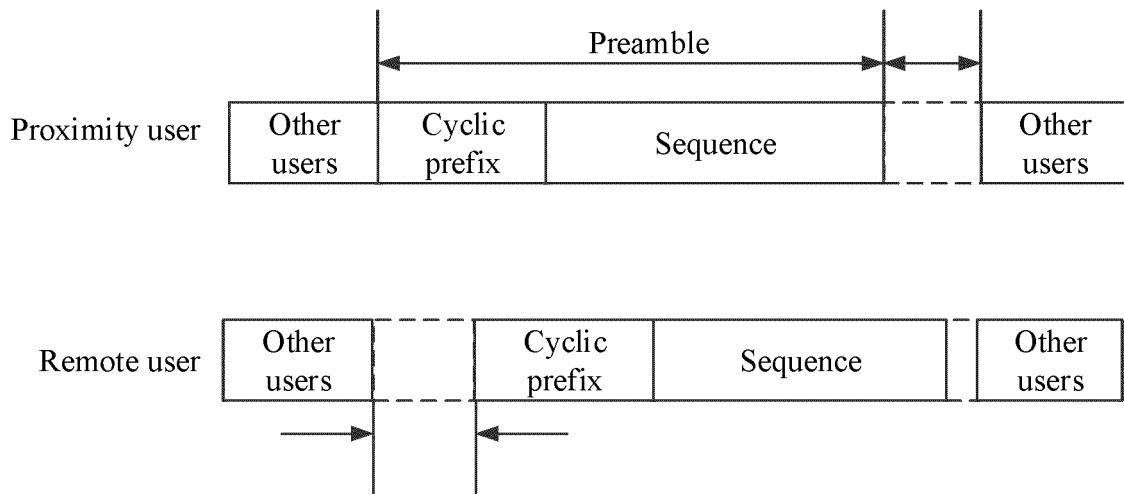 Preamble
Proximity user
Other
users
Cyclic
prefix
Sequence
Other
users
Remote user
Other
users
Cyclic
prefix
Sequence
Other
users